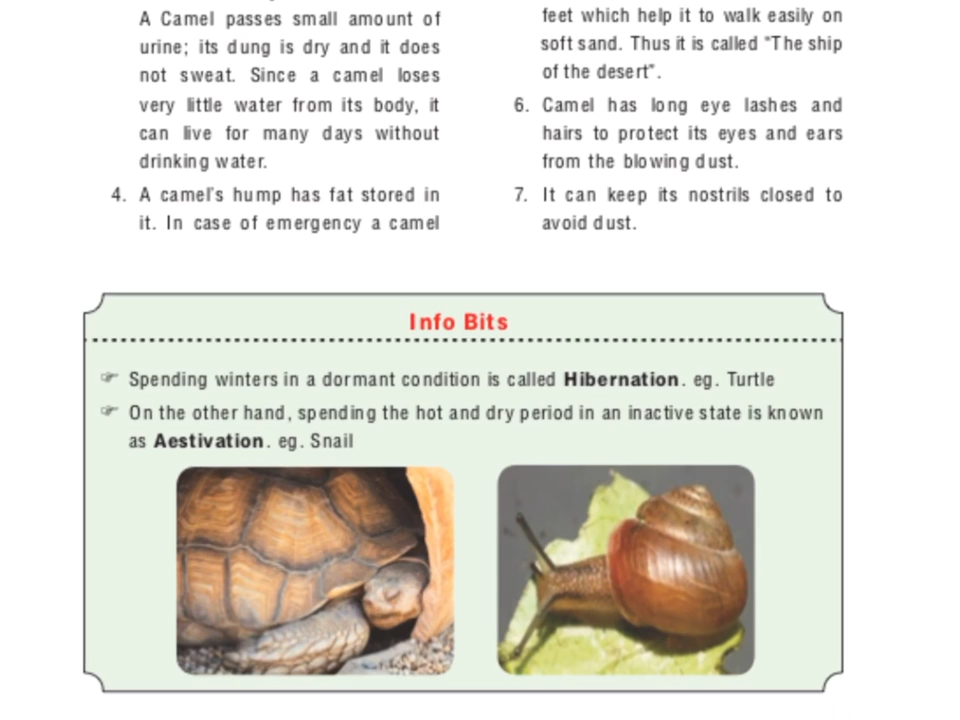 A Camel passes small amount of
urine; its dung is dry and it does
not sweat. Since a camel loses
very little water from its body, it
can live for many days without
drinking water.
4. A camel's hump has fat stored in
it. In case of emergency a camel
feet which help it to walk easily on
soft sand. Thus it is called "The ship
of the desert".
6. Camel has long eye lashes and
hairs to protect its eyes and ears
from the blowing dust.
7. It can keep its nostrils closed to
avoid dust.
Info Bits
☞ Spending winters in a dormant condition is called Hibernation. eg. Turtle
☞ On the other hand, spending the hot and dry period in an inactive state is known
as Aestivation. eg. Snail